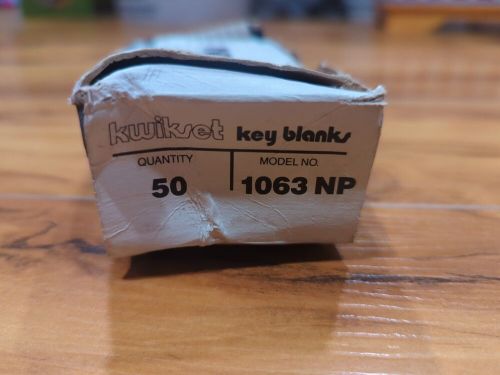 kwikset key blanks
QUANTITY MODEL NO.
50 1063 NP